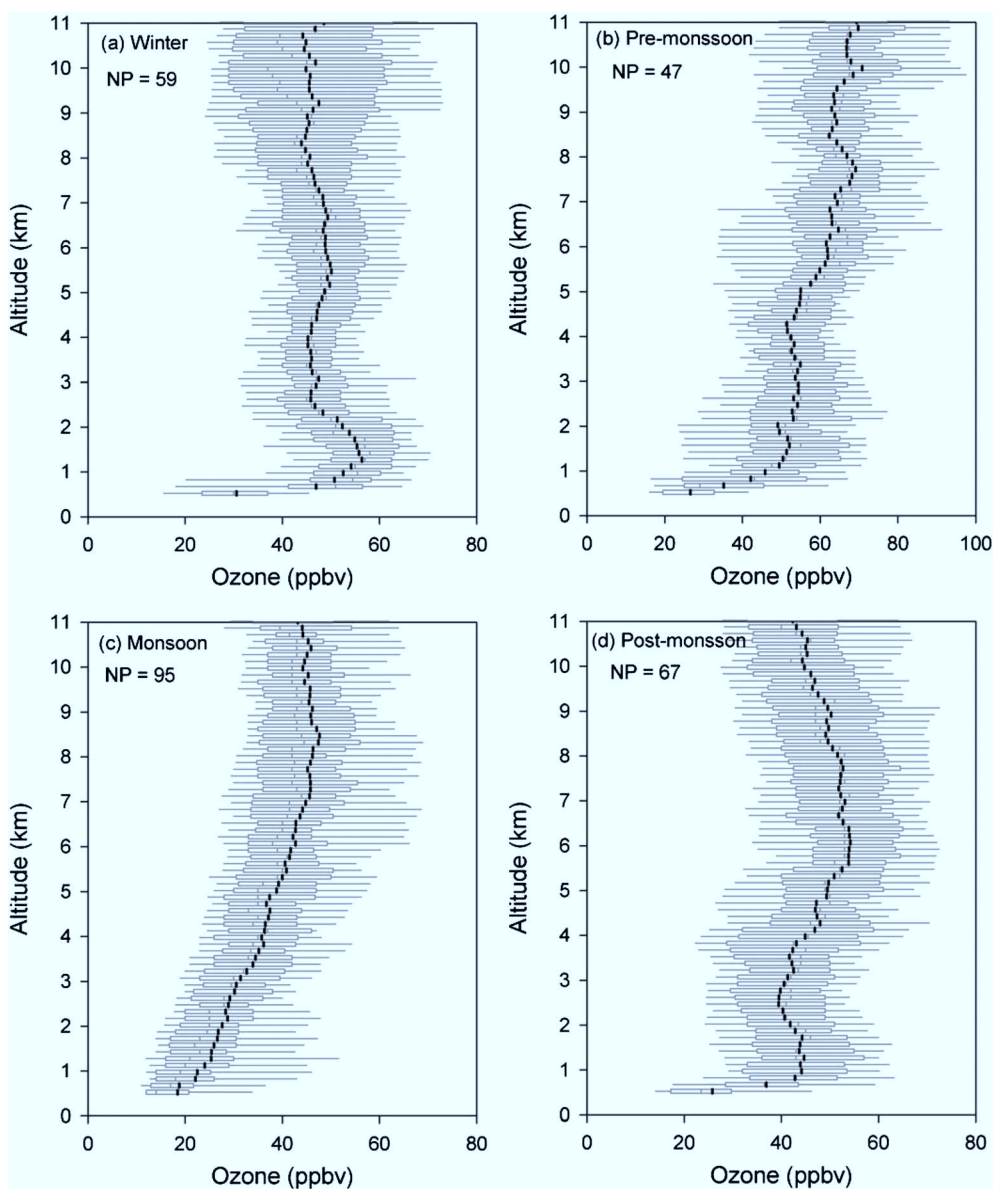 11
10
9
8
7
6
5
4
3
2
1
0
Altitude (km)
(a) Winter
NP = 59
0 20 40 60 80
Ozone (ppbv)
11
10
9
8
7
6
5
4
3
2
1
0
Altitude (km)
(b) Pre-monssoon
NP = 47
0 20 40 60 80 100
Ozone (ppbv)
11
10
9
8
7
6
5
4
3
2
1
0
Altitude (km)
(c) Monsoon
NP = 95
0 20 40 60 80
Ozone (ppbv)
11
10
9
8
7
6
5
4
3
2
1
0
Altitude (km)
(d) Post-monsson
NP = 67
0 20 40 60 80
Ozone (ppbv)